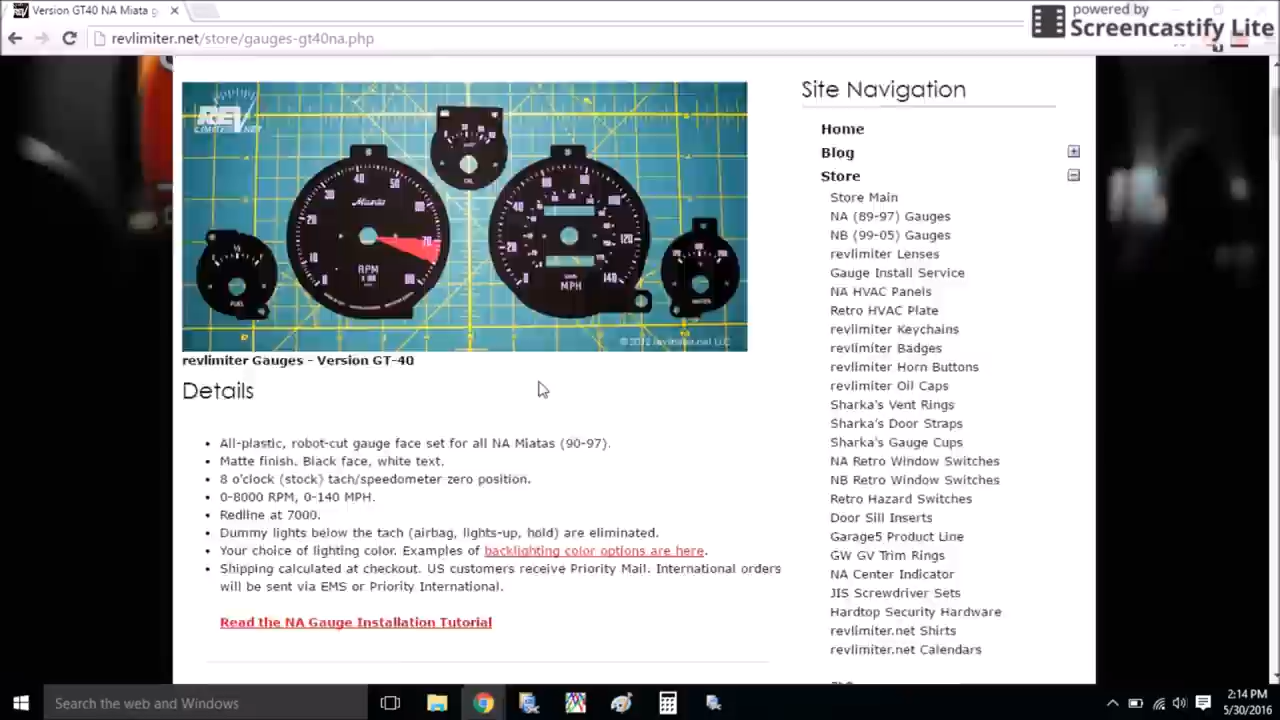 Version GT40 NA Miata g
powered by
Screencastify Lite
revlimiter.net/store/gauges-gt40na.php
REV
Miata
RPM
FUEL
OIL
MPH
© 2012 revlimiter.net LLC
revlimiter Gauges - Version GT-40
Details
All-plastic, robot-cut gauge face set for all NA Miatas (90-97).
Matte finish. Black face, white text.
8 o'clock (stock) tach/speedometer zero position.
0-8000 RPM, 0-140 MPH.
Redline at 7000.
Dummy lights below the tach (airbag, lights-up, hold) are eliminated.
Your choice of lighting color. Examples of backlighting color options are here.
Shipping calculated at checkout. US customers receive Priority Mail. International orders
will be sent via EMS or Priority International.
Read the NA Gauge Installation Tutorial
Site Navigation
Home
Blog
Store
Store Main
NA (89-97) Gauges
NB (99-05) Gauges
revlimiter Lenses
Gauge Install Service
NA HVAC Panels
Retro HVAC Plate
revlimiter Keychains
revlimiter Badges
revlimiter Horn Buttons
revlimiter Oil Caps
Sharka's Vent Rings
Sharka's Door Straps
Sharka's Gauge Cups
NA Retro Window Switches
NB Retro Window Switches
Retro Hazard Switches
Door Sill Inserts
Garage5 Product Line
GW GV Trim Rings
NA Center Indicator
JIS Screwdriver Sets
Hardtop Security Hardware
revlimiter.net Shirts
revlimiter.net Calendars
Search the web and Windows
2:14 PM
5/30/2016